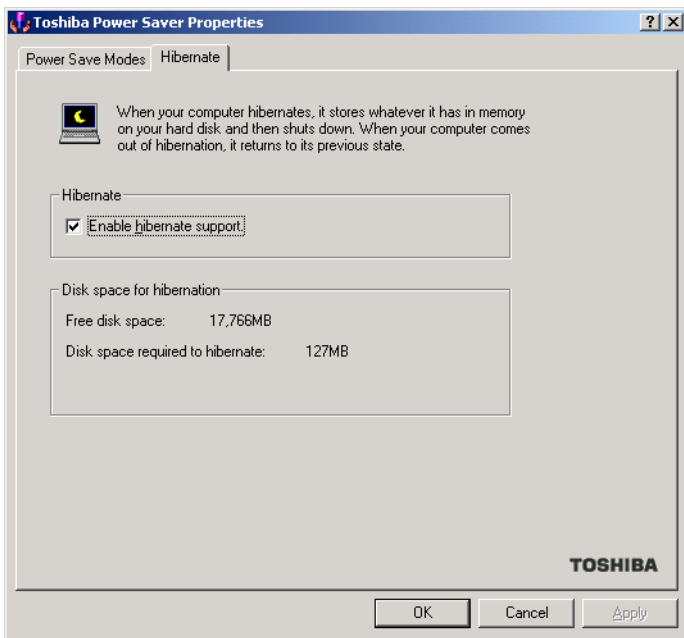 Toshiba Power Saver Properties
Power Save Modes Hibernate
When your computer hibernates, it stores whatever it has in memory
on your hard disk and then shuts down. When your computer comes
out of hibernation, it returns to its previous state.
Hibernate
Enable hibernate support.
Disk space for hibernation
Free disk space: 17,766MB
Disk space required to hibernate: 127MB
TOSHIBA
OK Cancel Apply